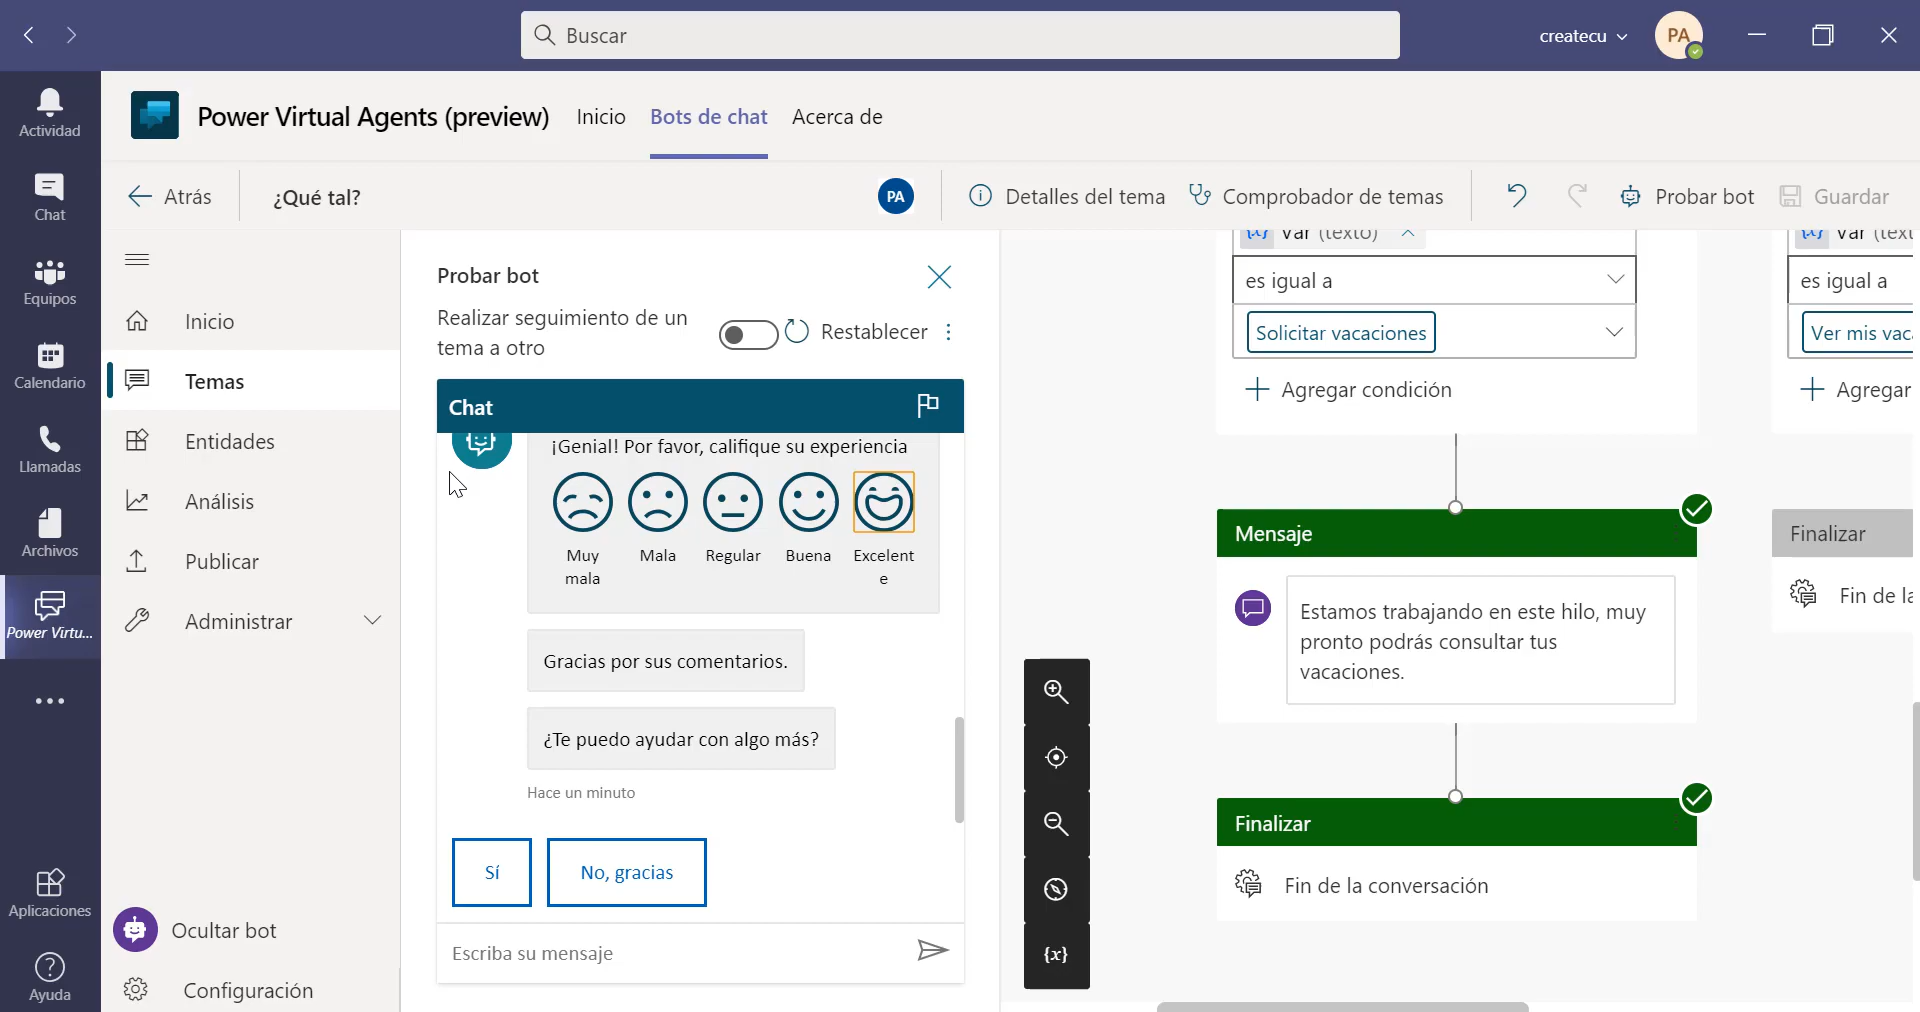 Buscar
createcu
PA
Actividad
Chat
Equipos
Calendario
Llamadas
Archivos
Power Virtu...
Aplicaciones
Ayuda
Power Virtual Agents (preview)
Inicio
Bots de chat
Acerca de
Atrás
¿Qué tal?
PA
Detalles del tema
Comprobador de temas
Probar bot
Guardar
Inicio
Temas
Entidades
Análisis
Publicar
Administrar
Ocultar bot
Configuración
Probar bot
Realizar seguimiento de un
tema a otro
Restablecer
Chat
¡Genial! Por favor, califique su experiencia
Muy
mala
Mala
Regular
Buena
Excelent
e
Gracias por sus comentarios.
¿Te puedo ayudar con algo más?
Hace un minuto
Sí
No, gracias
Escriba su mensaje
{x}
{x} Var (texto)
es igual a
Solicitar vacaciones
Agregar condición
Mensaje
Estamos trabajando en este hilo, muy
pronto podrás consultar tus
vacaciones.
Finalizar
Fin de la conversación
{x} Var (text
es igual a
Ver mis vac
Agregar
Finalizar
Fin de la